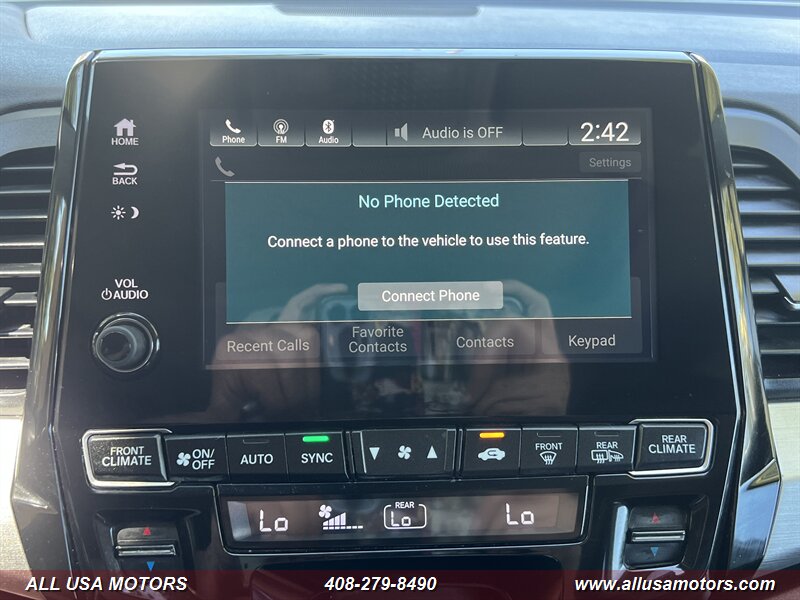 HOME
BACK
VOL
AUDIO
Phone FM Audio Audio is OFF 2:42
Settings
No Phone Detected
Connect a phone to the vehicle to use this feature.
Connect Phone
Recent Calls Favorite Contacts Contacts Keypad
FRONT CLIMATE ON/OFF AUTO SYNC FRONT REAR REAR CLIMATE
Lo REAR Lo Lo
ALL USA MOTORS 408-279-8490 www.allusamotors.com